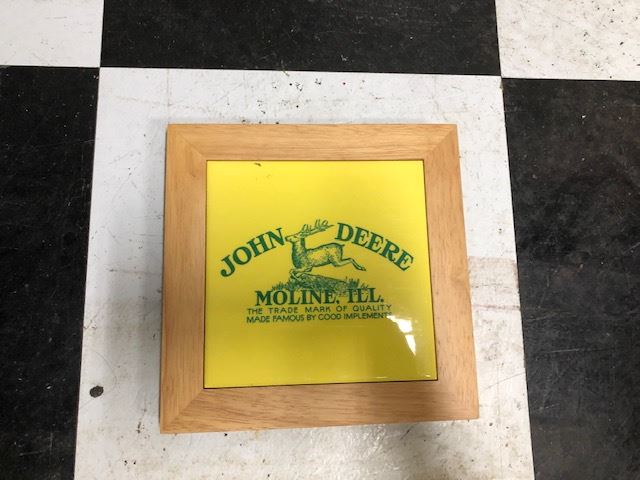 JOHN DEERE
MOLINE, ILL.
THE TRADE MARK OF QUALITY
MADE FAMOUS BY GOOD IMPLEMENTS